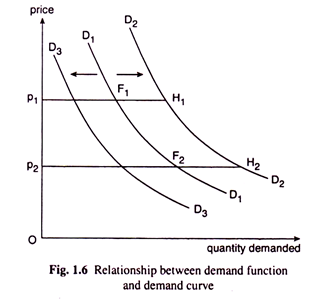 price
D₂
D₁
D₃
F₁
H₁
p₁
F₂
H₂
p₂
D₂
D₁
D₃
O
quantity demanded
Fig. 1.6 Relationship between demand function
and demand curve